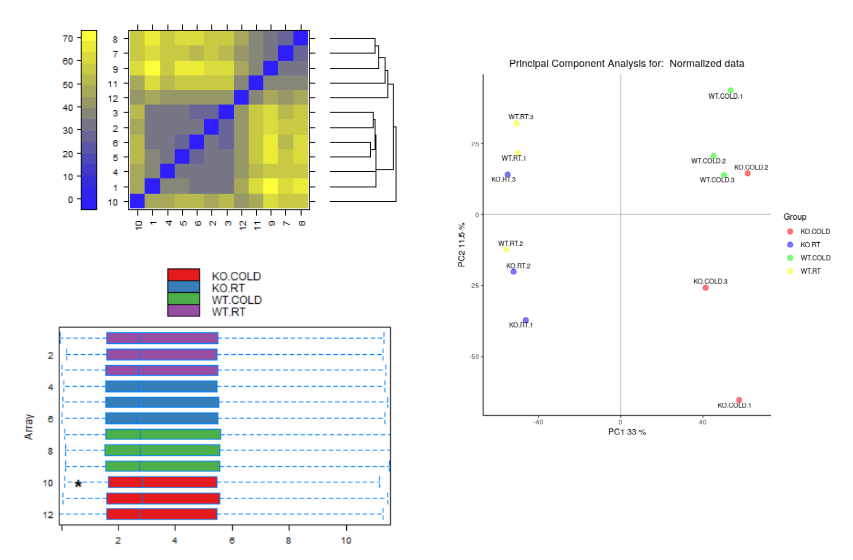 70
60
50
40
30
20
10
0
8
7
9
11
12
3
2
6
5
4
1
10
10 1 4 5 6 2 3 12 11 9 7 8
KO.COLD
KO.RT
WT.COLD
WT.RT
Array
2
4
6
8
10
12
*
2 4 6 8 10
Principal Component Analysis for: Normalized data
PC2 11.5 %
25
0
-25
-50
WT.COLD.1
WT.RT.3
WT.RT.1
WT.COLD.2
KO.COLD.2
KO.RT.3
WT.COLD.3
WT.RT.2
KO.RT.2
KO.COLD.3
KO.RT.1
KO.COLD.1
-40 0 40
PC1 33 %
Group
KO.COLD
KO.RT
WT.COLD
WT.RT